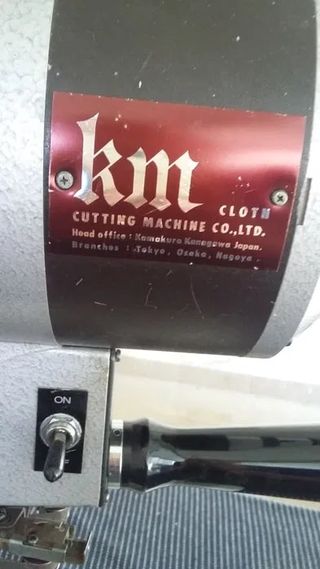 km
CLOTH
CUTTING MACHINE CO.,LTD.
Head office : Kamakura Kanagawa Japan.
Branches : Tokyo, Osaka, Nagoya
ON